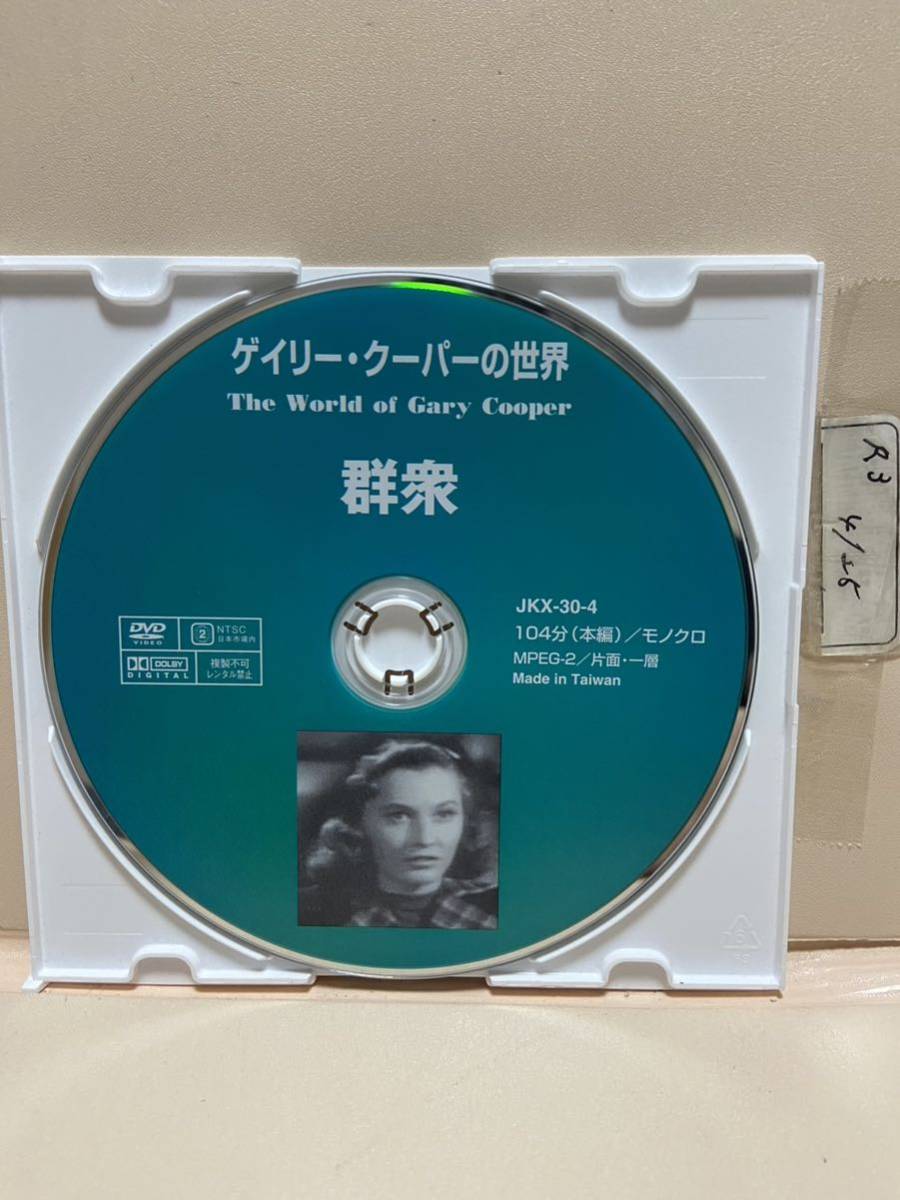 ゲイリー・クーパーの世界
The World of Gary Cooper
群衆
DVD
VIDEO
2
NTSC
日本市場内
DOLBY
DIGITAL
複製不可
レンタル禁止
JKX-30-4
104分（本編）／モノクロ
MPEG-2／片面・一層
Made in Taiwan
R3